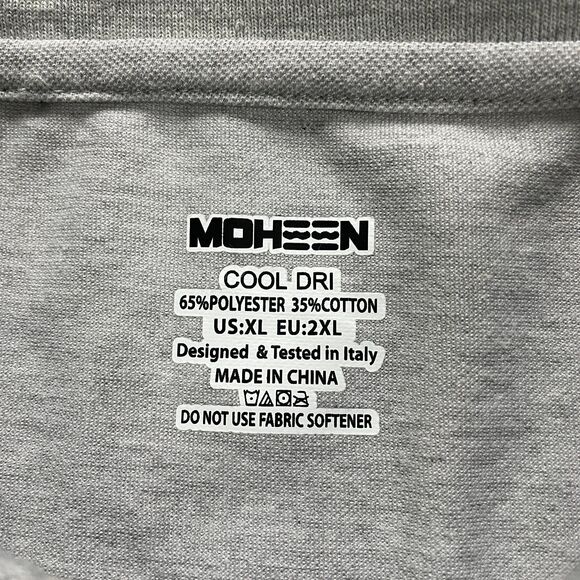 MOHEEN
COOL DRI
65%POLYESTER 35%COTTON
US:XL EU:2XL
Designed & Tested in Italy
MADE IN CHINA
DO NOT USE FABRIC SOFTENER